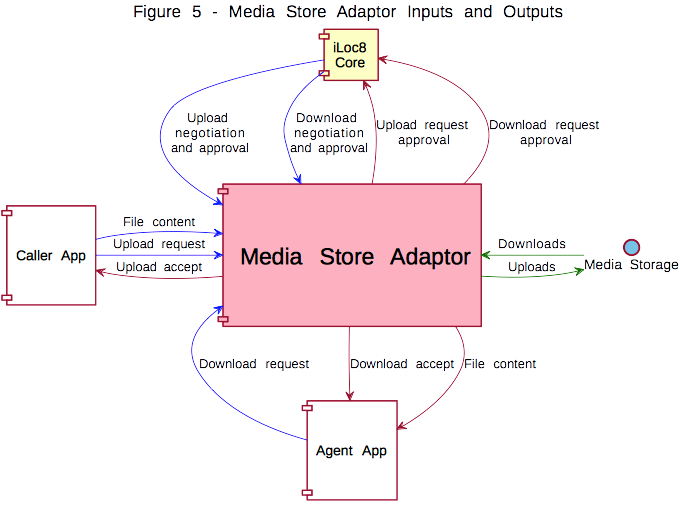 Figure 5 - Media Store Adaptor Inputs and Outputs
iLoc8
Core
Upload
negotiation
and approval
Download
negotiation
and approval
Upload request
approval
Download request
approval
Caller App
File content
Upload request
Upload accept
Media Store Adaptor
Downloads
Uploads
Media Storage
Download request
Download accept
File content
Agent App